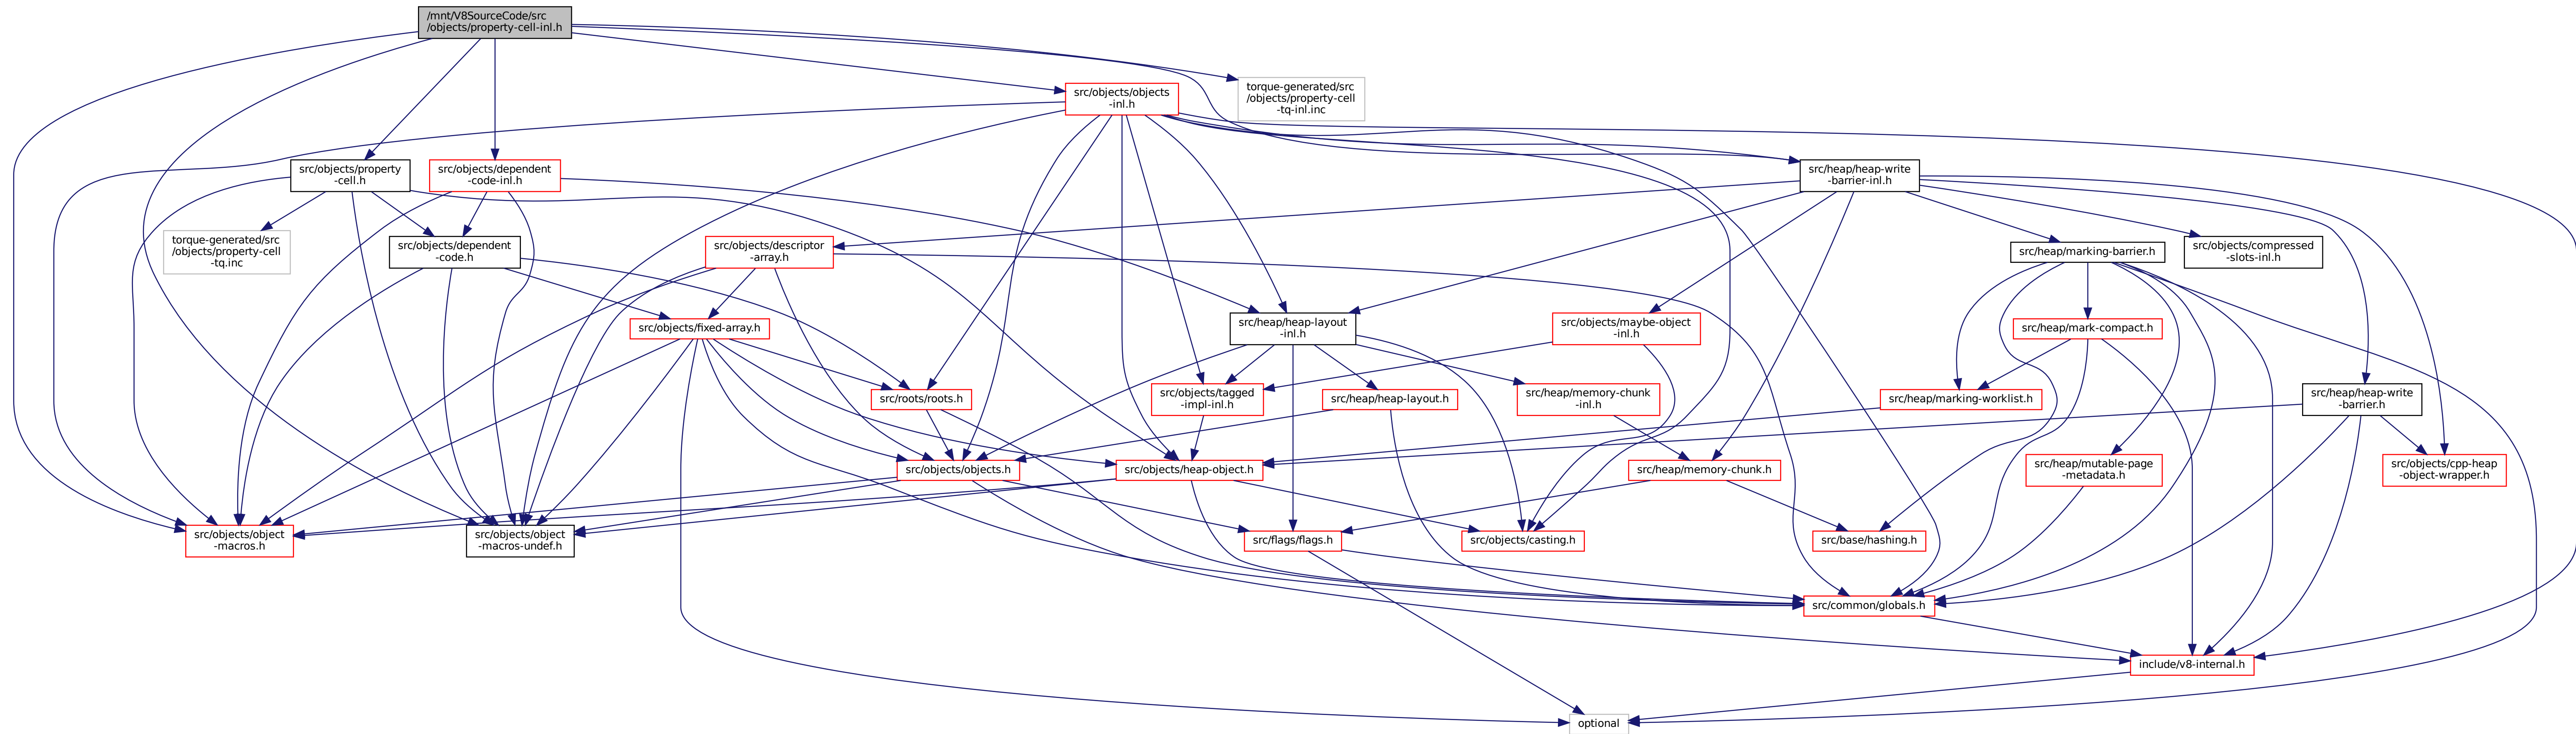 /mnt/V8SourceCode/src
/objects/property-cell-inl.h
torque-generated/src
/objects/property-cell
-tq-inl.inc
src/objects/objects
-inl.h
src/objects/property
-cell.h
src/objects/dependent
-code-inl.h
src/heap/heap-write
-barrier-inl.h
torque-generated/src
/objects/property-cell
-tq.inc
src/objects/dependent
-code.h
src/objects/descriptor
-array.h
src/heap/marking-barrier.h
src/objects/compressed
-slots-inl.h
src/objects/fixed-array.h
src/heap/heap-layout
-inl.h
src/objects/maybe-object
-inl.h
src/heap/mark-compact.h
src/roots/roots.h
src/objects/tagged
-impl-inl.h
src/heap/heap-layout.h
src/heap/memory-chunk
-inl.h
src/heap/marking-worklist.h
src/heap/heap-write
-barrier.h
src/objects/objects.h
src/objects/heap-object.h
src/heap/memory-chunk.h
src/heap/mutable-page
-metadata.h
src/objects/cpp-heap
-object-wrapper.h
src/objects/object
-macros.h
src/objects/object
-macros-undef.h
src/flags/flags.h
src/objects/casting.h
src/base/hashing.h
src/common/globals.h
include/v8-internal.h
optional